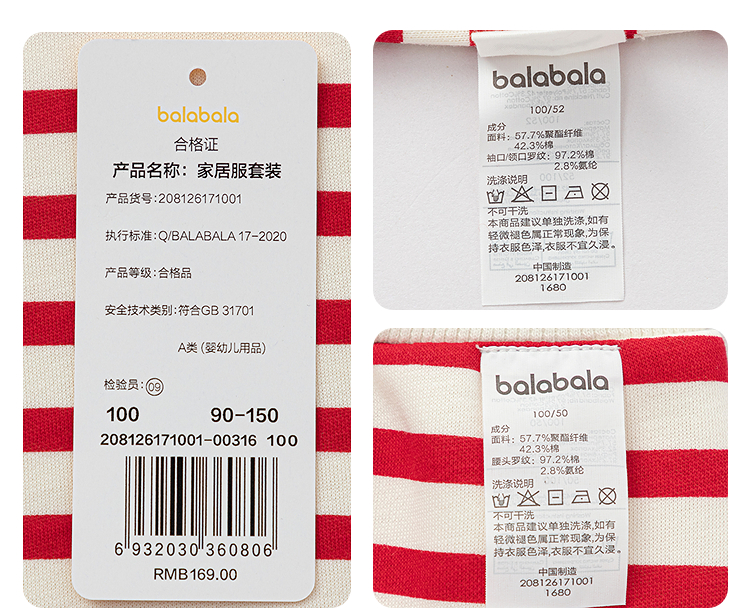 balabala
合格证
产品名称：家居服套装
产品货号:208126171001
执行标准:Q/BALABALA 17-2020
产品等级:合格品
安全技术类别:符合GB 31701
A类 (婴幼儿用品)
检验员:09
100 90-150
208126171001-00316 100
6 932030 360806
RMB169.00
balabala
100/52
成分
面料: 57.7%聚酯纤维
42.3%棉
袖口/领口罗纹: 97.2%棉
2.8%氨纶
洗涤说明
不可干洗
本商品建议单独洗涤,如有
轻微褪色属正常现象,为保
持衣服色泽,衣服不宜久浸。
中国制造
208126171001
1680
balabala
100/50
成分
面料: 57.7%聚酯纤维
42.3%棉
腰头罗纹: 97.2%棉
2.8%氨纶
洗涤说明
不可干洗
本商品建议单独洗涤,如有
轻微褪色属正常现象,为保
持衣服色泽,衣服不宜久浸。
中国制造
208126171001
1680